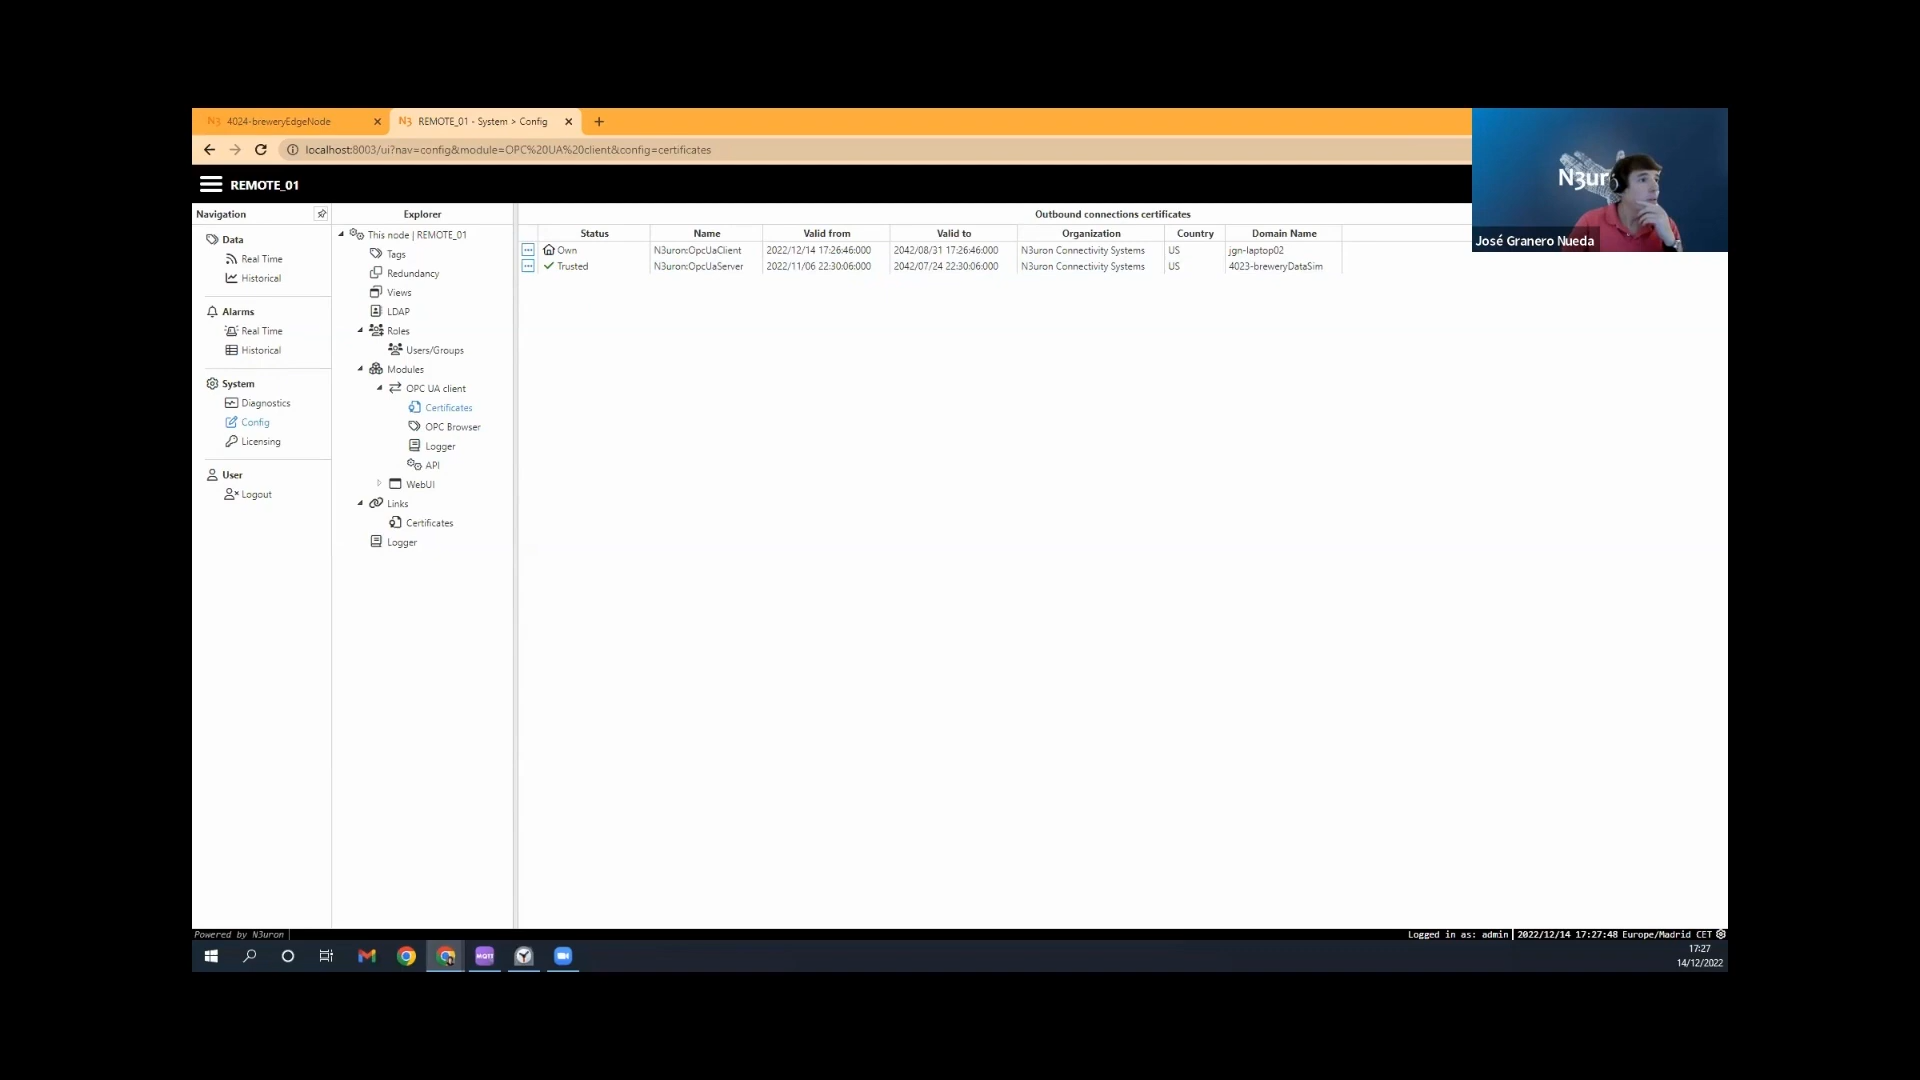 N3 4024-breweryEdgeNode
N3 REMOTE_01 - System > Config
localhost:8003/ui?nav=config&module=OPC%20UA%20client&config=certificates
REMOTE_01
N3uro
José Granero Nueda
Navigation
Data
Real Time
Historical
Alarms
Real Time
Historical
System
Diagnostics
Config
Licensing
User
Logout
Explorer
This node | REMOTE_01
Tags
Redundancy
Views
LDAP
Roles
Users/Groups
Modules
OPC UA client
Certificates
OPC Browser
Logger
API
WebUI
Links
Certificates
Logger
Outbound connections certificates
Status Name Valid from Valid to Organization Country Domain Name
Own N3uron:OpcUaClient 2022/12/14 17:26:46:000 2042/08/31 17:26:46:000 N3uron Connectivity Systems US jgn-laptop02
Trusted N3uron:OpcUaServer 2022/11/06 22:30:06:000 2042/07/24 22:30:06:000 N3uron Connectivity Systems US 4023-breweryDataSim
Powered by N3uron
Logged in as: admin 2022/12/14 17:27:48 Europe/Madrid CET
MQTT
17:27
14/12/2022